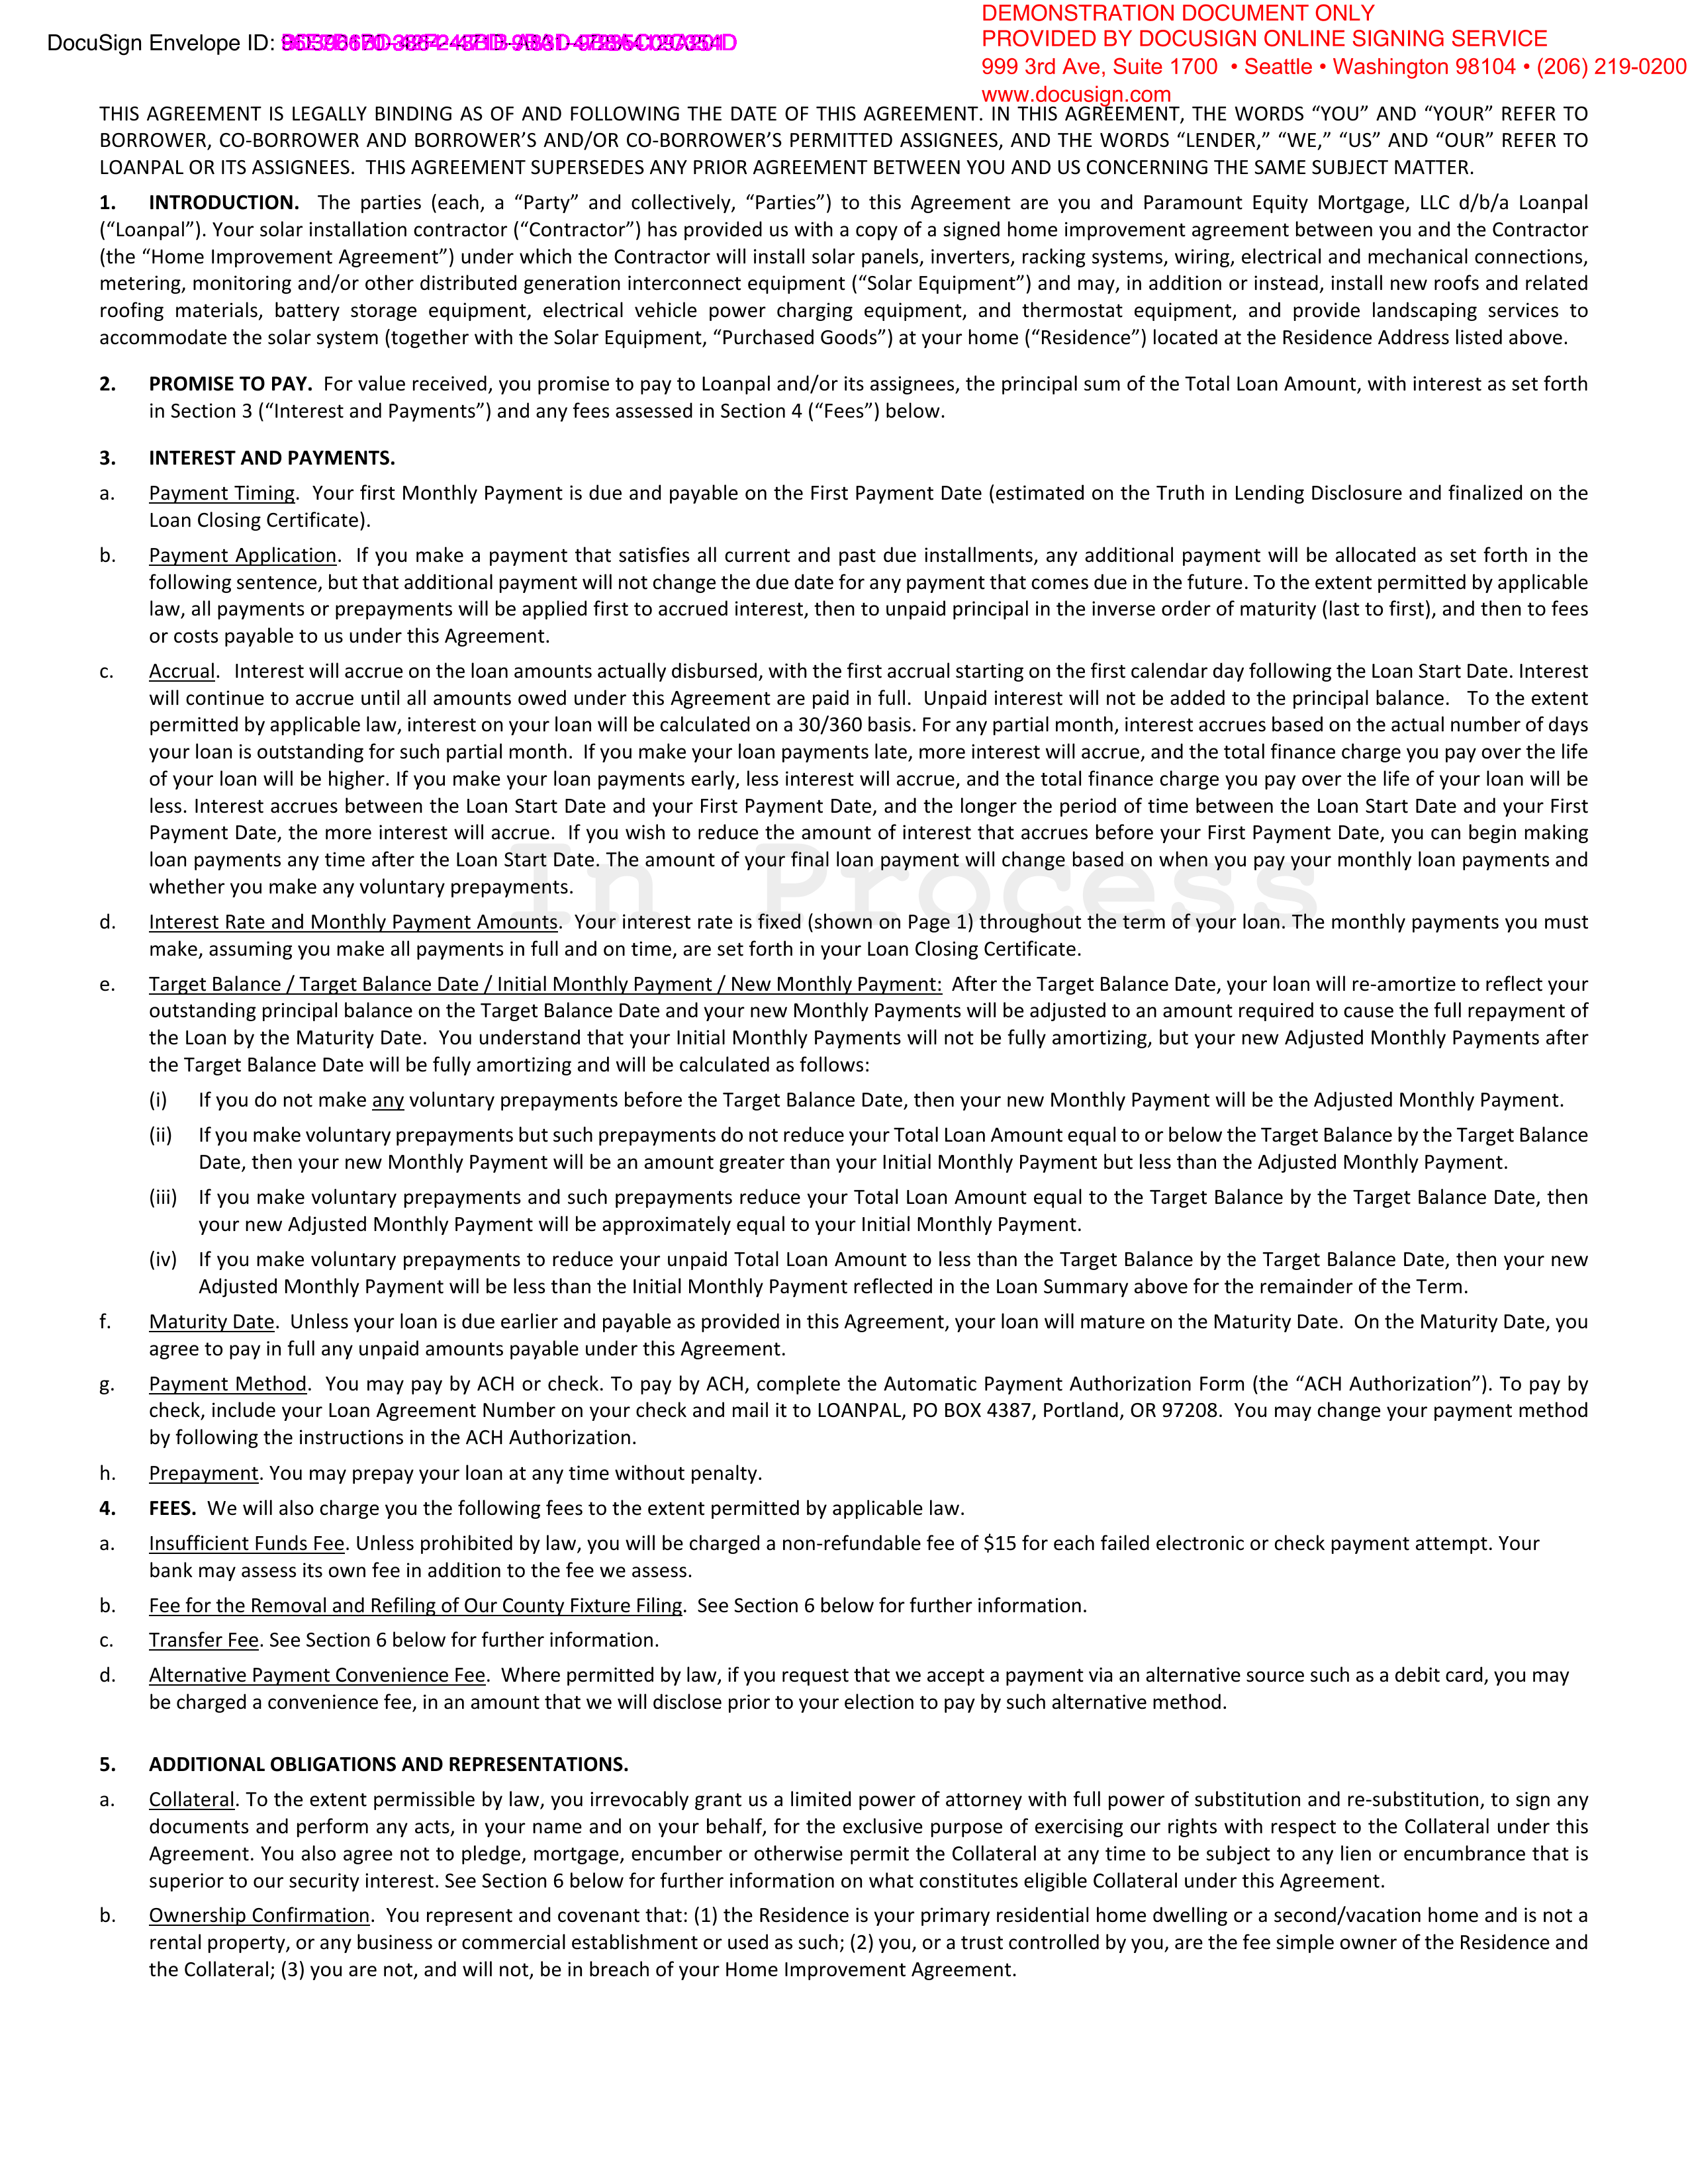 DEMONSTRATION DOCUMENT ONLY
DocuSign Envelope ID:
PROVIDED BY DOCUSIGN ONLINE SIGNING SERVICE
999 3rd Ave, Suite 1700 • Seattle • Washington 98104 • (206) 219-0200
www.docusign.com
THIS AGREEMENT IS LEGALLY BINDING AS OF AND FOLLOWING THE DATE OF THIS AGREEMENT. IN THIS AGREEMENT, THE WORDS “YOU” AND “YOUR” REFER TO
BORROWER, CO-BORROWER AND BORROWER’S AND/OR CO-BORROWER’S PERMITTED ASSIGNEES, AND THE WORDS “LENDER,” “WE,” “US” AND “OUR” REFER TO
LOANPAL OR ITS ASSIGNEES. THIS AGREEMENT SUPERSEDES ANY PRIOR AGREEMENT BETWEEN YOU AND US CONCERNING THE SAME SUBJECT MATTER.
1. INTRODUCTION. The parties (each, a “Party” and collectively, “Parties”) to this Agreement are you and Paramount Equity Mortgage, LLC d/b/a Loanpal
(“Loanpal”). Your solar installation contractor (“Contractor”) has provided us with a copy of a signed home improvement agreement between you and the Contractor
(the “Home Improvement Agreement”) under which the Contractor will install solar panels, inverters, racking systems, wiring, electrical and mechanical connections,
metering, monitoring and/or other distributed generation interconnect equipment (“Solar Equipment”) and may, in addition or instead, install new roofs and related
roofing materials, battery storage equipment, electrical vehicle power charging equipment, and thermostat equipment, and provide landscaping services to
accommodate the solar system (together with the Solar Equipment, “Purchased Goods”) at your home (“Residence”) located at the Residence Address listed above.
2. PROMISE TO PAY. For value received, you promise to pay to Loanpal and/or its assignees, the principal sum of the Total Loan Amount, with interest as set forth
in Section 3 (“Interest and Payments”) and any fees assessed in Section 4 (“Fees”) below.
3. INTEREST AND PAYMENTS.
a. Payment Timing. Your first Monthly Payment is due and payable on the First Payment Date (estimated on the Truth in Lending Disclosure and finalized on the
Loan Closing Certificate).
b. Payment Application. If you make a payment that satisfies all current and past due installments, any additional payment will be allocated as set forth in the
following sentence, but that additional payment will not change the due date for any payment that comes due in the future. To the extent permitted by applicable
law, all payments or prepayments will be applied first to accrued interest, then to unpaid principal in the inverse order of maturity (last to first), and then to fees
or costs payable to us under this Agreement.
c. Accrual. Interest will accrue on the loan amounts actually disbursed, with the first accrual starting on the first calendar day following the Loan Start Date. Interest
will continue to accrue until all amounts owed under this Agreement are paid in full. Unpaid interest will not be added to the principal balance. To the extent
permitted by applicable law, interest on your loan will be calculated on a 30/360 basis. For any partial month, interest accrues based on the actual number of days
your loan is outstanding for such partial month. If you make your loan payments late, more interest will accrue, and the total finance charge you pay over the life
of your loan will be higher. If you make your loan payments early, less interest will accrue, and the total finance charge you pay over the life of your loan will be
less. Interest accrues between the Loan Start Date and your First Payment Date, and the longer the period of time between the Loan Start Date and your First
Payment Date, the more interest will accrue. If you wish to reduce the amount of interest that accrues before your First Payment Date, you can begin making
loan payments any time after the Loan Start Date. The amount of your final loan payment will change based on when you pay your monthly loan payments and
whether you make any voluntary prepayments.
In Process
d. Interest Rate and Monthly Payment Amounts. Your interest rate is fixed (shown on Page 1) throughout the term of your loan. The monthly payments you must
make, assuming you make all payments in full and on time, are set forth in your Loan Closing Certificate.
e. Target Balance / Target Balance Date / Initial Monthly Payment / New Monthly Payment: After the Target Balance Date, your loan will re-amortize to reflect your
outstanding principal balance on the Target Balance Date and your new Monthly Payments will be adjusted to an amount required to cause the full repayment of
the Loan by the Maturity Date. You understand that your Initial Monthly Payments will not be fully amortizing, but your new Adjusted Monthly Payments after
the Target Balance Date will be fully amortizing and will be calculated as follows:
(i) If you do not make any voluntary prepayments before the Target Balance Date, then your new Monthly Payment will be the Adjusted Monthly Payment.
(ii) If you make voluntary prepayments but such prepayments do not reduce your Total Loan Amount equal to or below the Target Balance by the Target Balance
Date, then your new Monthly Payment will be an amount greater than your Initial Monthly Payment but less than the Adjusted Monthly Payment.
(iii) If you make voluntary prepayments and such prepayments reduce your Total Loan Amount equal to the Target Balance by the Target Balance Date, then
your new Adjusted Monthly Payment will be approximately equal to your Initial Monthly Payment.
(iv) If you make voluntary prepayments to reduce your unpaid Total Loan Amount to less than the Target Balance by the Target Balance Date, then your new
Adjusted Monthly Payment will be less than the Initial Monthly Payment reflected in the Loan Summary above for the remainder of the Term.
f. Maturity Date. Unless your loan is due earlier and payable as provided in this Agreement, your loan will mature on the Maturity Date. On the Maturity Date, you
agree to pay in full any unpaid amounts payable under this Agreement.
g. Payment Method. You may pay by ACH or check. To pay by ACH, complete the Automatic Payment Authorization Form (the “ACH Authorization”). To pay by
check, include your Loan Agreement Number on your check and mail it to LOANPAL, PO BOX 4387, Portland, OR 97208. You may change your payment method
by following the instructions in the ACH Authorization.
h. Prepayment. You may prepay your loan at any time without penalty.
4. FEES. We will also charge you the following fees to the extent permitted by applicable law.
a. Insufficient Funds Fee. Unless prohibited by law, you will be charged a non-refundable fee of $15 for each failed electronic or check payment attempt. Your
bank may assess its own fee in addition to the fee we assess.
b. Fee for the Removal and Refiling of Our County Fixture Filing. See Section 6 below for further information.
c. Transfer Fee. See Section 6 below for further information.
d. Alternative Payment Convenience Fee. Where permitted by law, if you request that we accept a payment via an alternative source such as a debit card, you may
be charged a convenience fee, in an amount that we will disclose prior to your election to pay by such alternative method.
5. ADDITIONAL OBLIGATIONS AND REPRESENTATIONS.
a. Collateral. To the extent permissible by law, you irrevocably grant us a limited power of attorney with full power of substitution and re-substitution, to sign any
documents and perform any acts, in your name and on your behalf, for the exclusive purpose of exercising our rights with respect to the Collateral under this
Agreement. You also agree not to pledge, mortgage, encumber or otherwise permit the Collateral at any time to be subject to any lien or encumbrance that is
superior to our security interest. See Section 6 below for further information on what constitutes eligible Collateral under this Agreement.
b. Ownership Confirmation. You represent and covenant that: (1) the Residence is your primary residential home dwelling or a second/vacation home and is not a
rental property, or any business or commercial establishment or used as such; (2) you, or a trust controlled by you, are the fee simple owner of the Residence and
the Collateral; (3) you are not, and will not, be in breach of your Home Improvement Agreement.